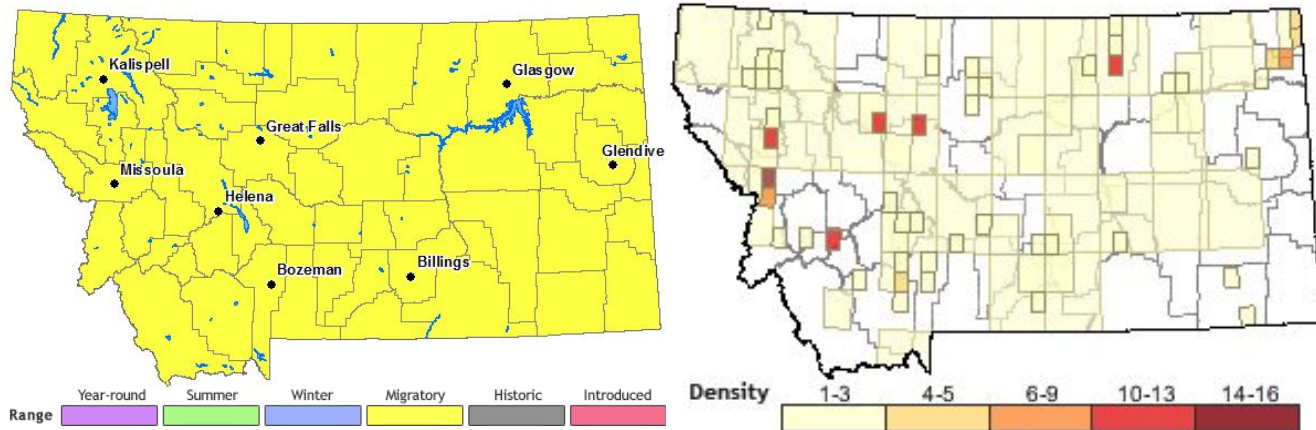 Kalispell
Glasgow
Great Falls
Glendive
Missoula
Helena
Bozeman
Billings
Range Year-round Summer Winter Migratory Historic Introduced
Density 1-3 4-5 6-9 10-13 14-16